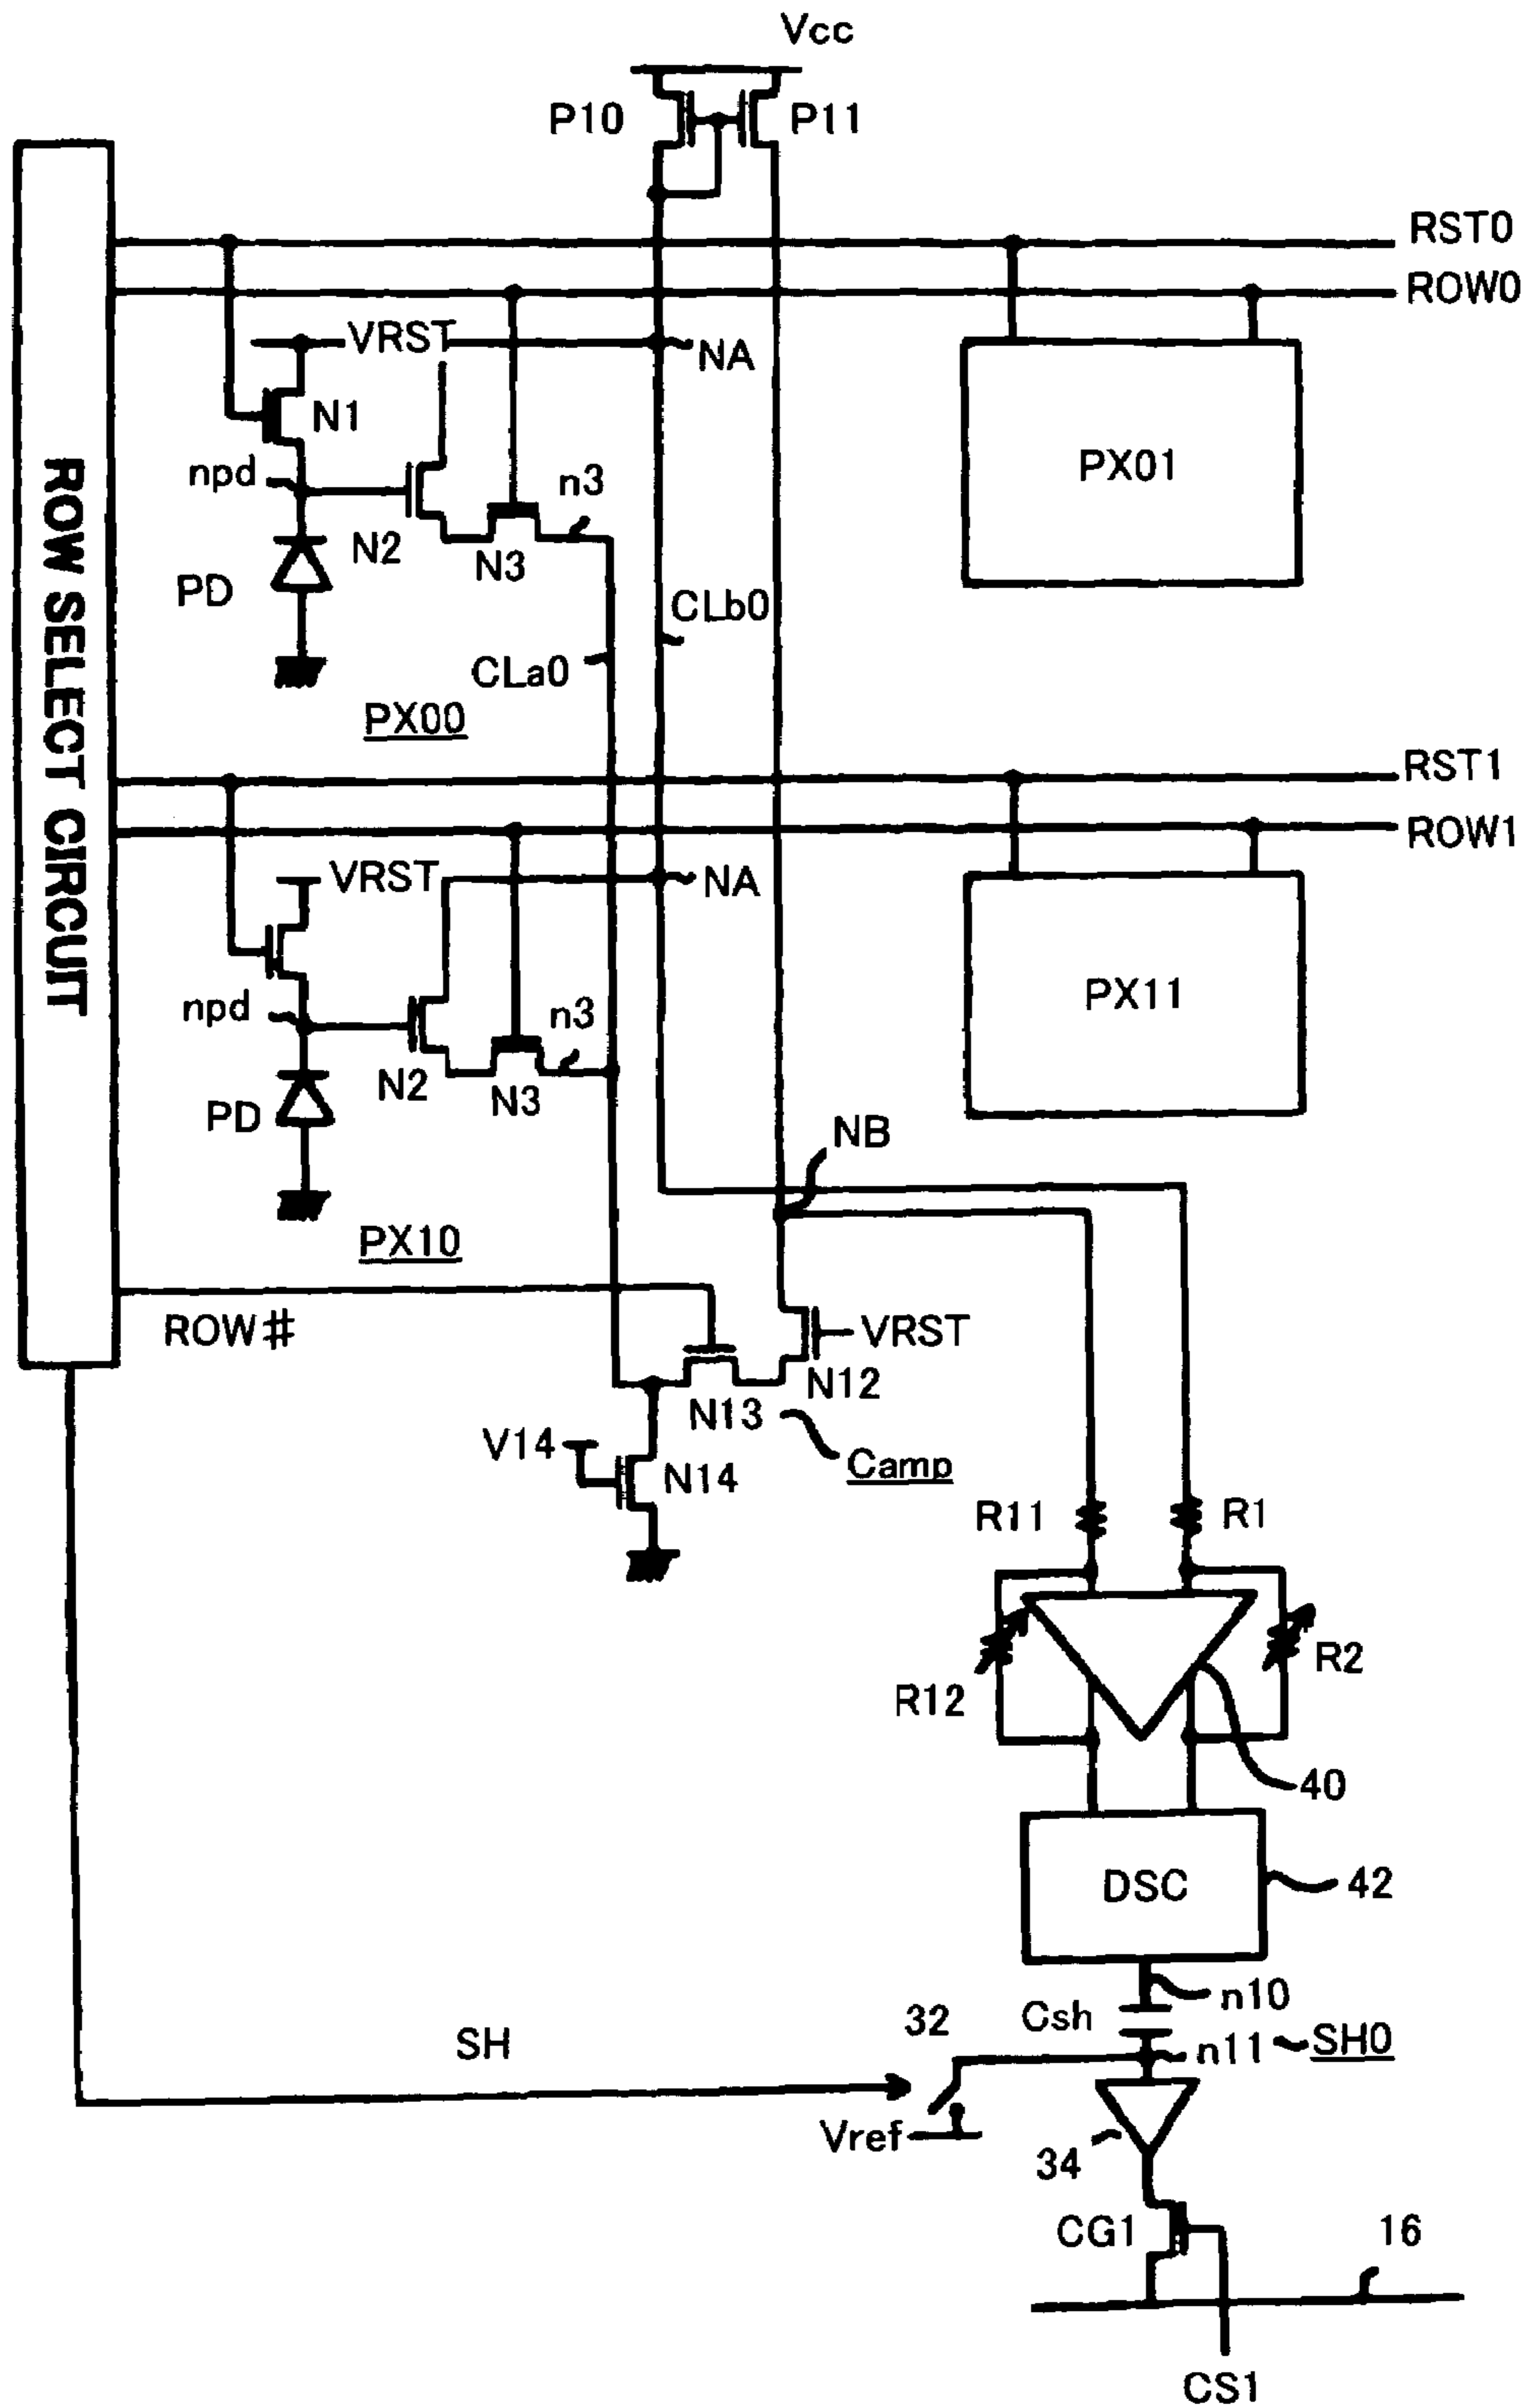 Vcc
P10
P11
RST0
ROW0
VRST
NA
N1
npd
n3
PX01
N2
N3
PD
CLb0
CLa0
PX00
RST1
ROW1
VRST
NA
npd
n3
PX11
N2
N3
PD
NB
PX10
ROW SELECT CIRCUIT
ROW#
VRST
N12
N13
V14
N14
Camp
R11
R1
R12
R2
40
DSC
42
n10
Csh
32
SH
n11
SH0
Vref
34
CG1
16
CS1